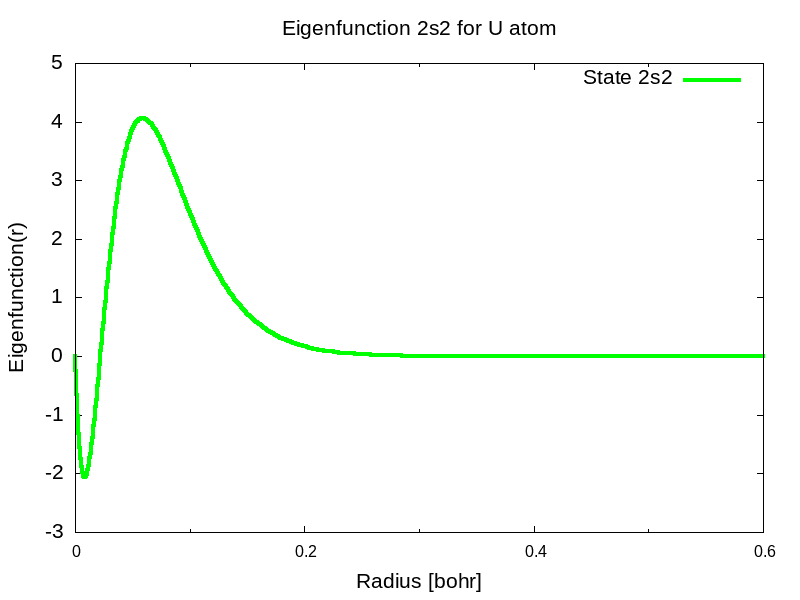 Eigenfunction 2s2 for U atom
State 2s2
Eigenfunction(r)
5
4
3
2
1
0
-1
-2
-3
0 0.2 0.4 0.6
Radius [bohr]